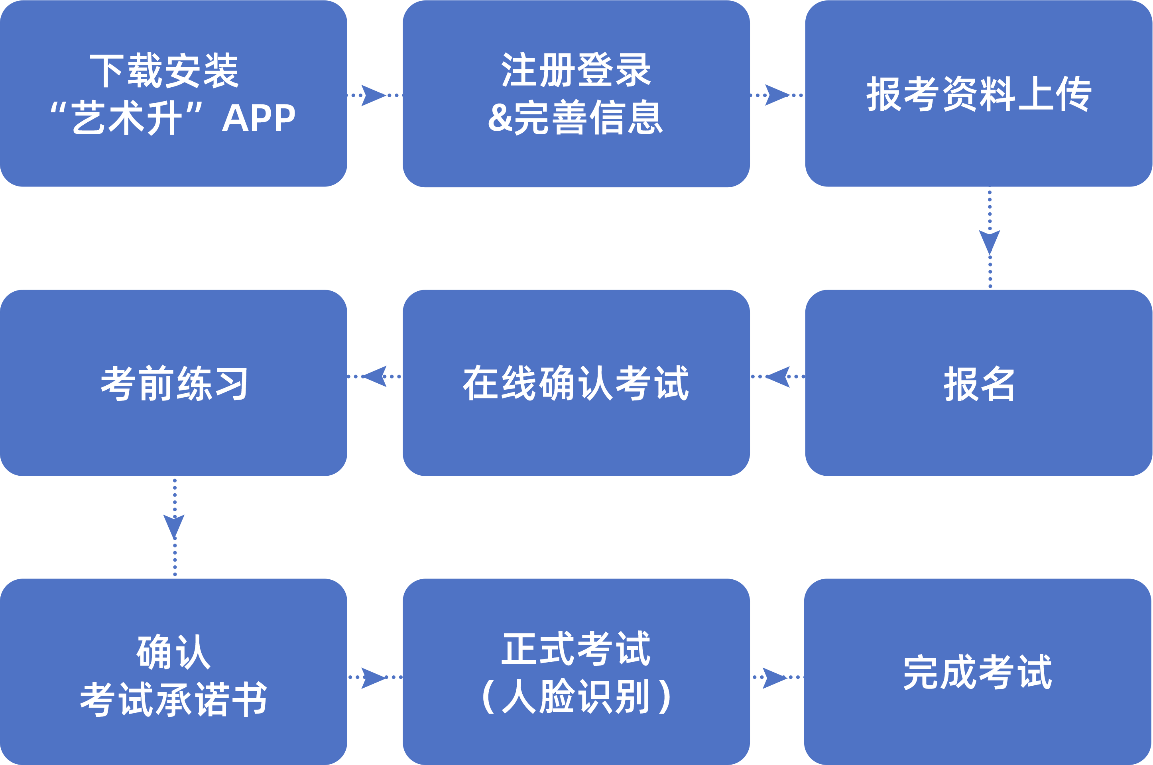 下载安装
“艺术升”APP
注册登录
&完善信息
报考资料上传
报名
在线确认考试
考前练习
确认
考试承诺书
正式考试
(人脸识别)
完成考试